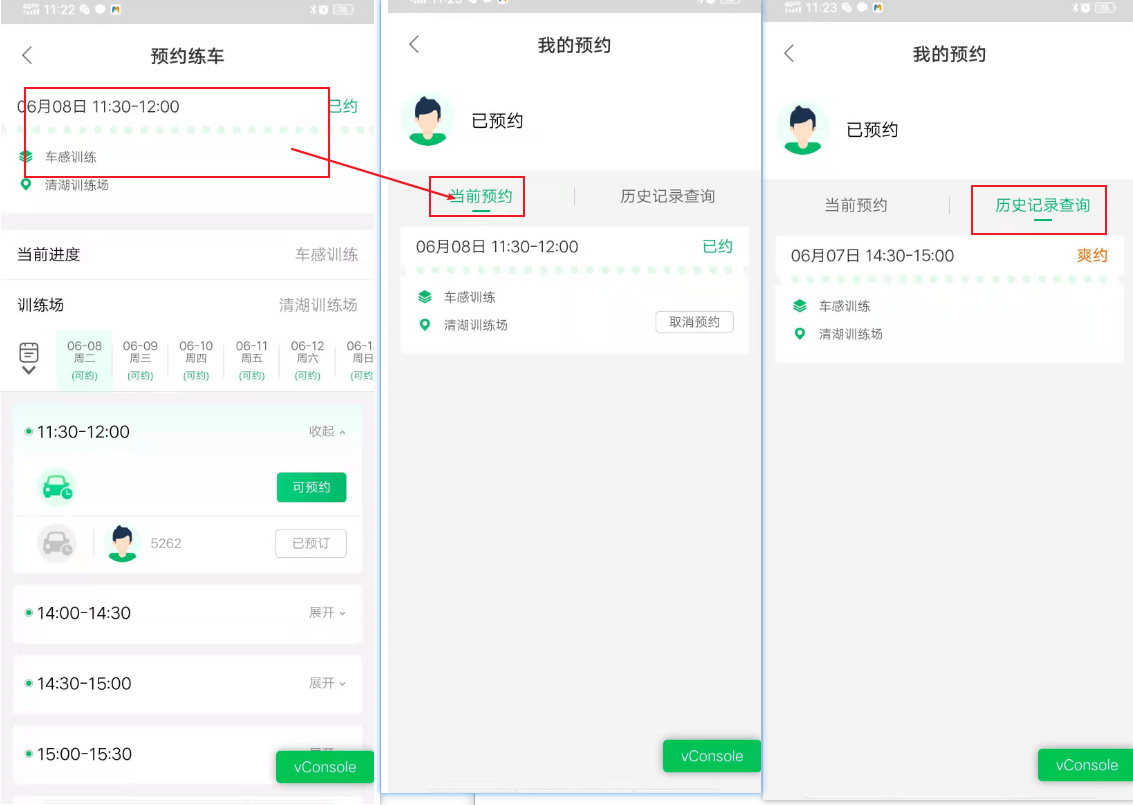 11:22
76
预约练车
06月08日 11:30-12:00
已约
车感训练
清湖训练场
当前进度
车感训练
训练场
清湖训练场
06-08
周二
(可约)
06-09
周三
(可约)
06-10
周四
(可约)
06-11
周五
(可约)
06-12
周六
(可约)
06-1
周日
(可约
11:30-12:00
收起
可预约
5262
已预订
14:00-14:30
展开
14:30-15:00
展开
15:00-15:30
展开
vConsole
我的预约
已预约
当前预约
历史记录查询
06月08日 11:30-12:00
已约
车感训练
清湖训练场
取消预约
vConsole
11:23
我的预约
已预约
当前预约
历史记录查询
06月07日 14:30-15:00
爽约
车感训练
清湖训练场
vConsole